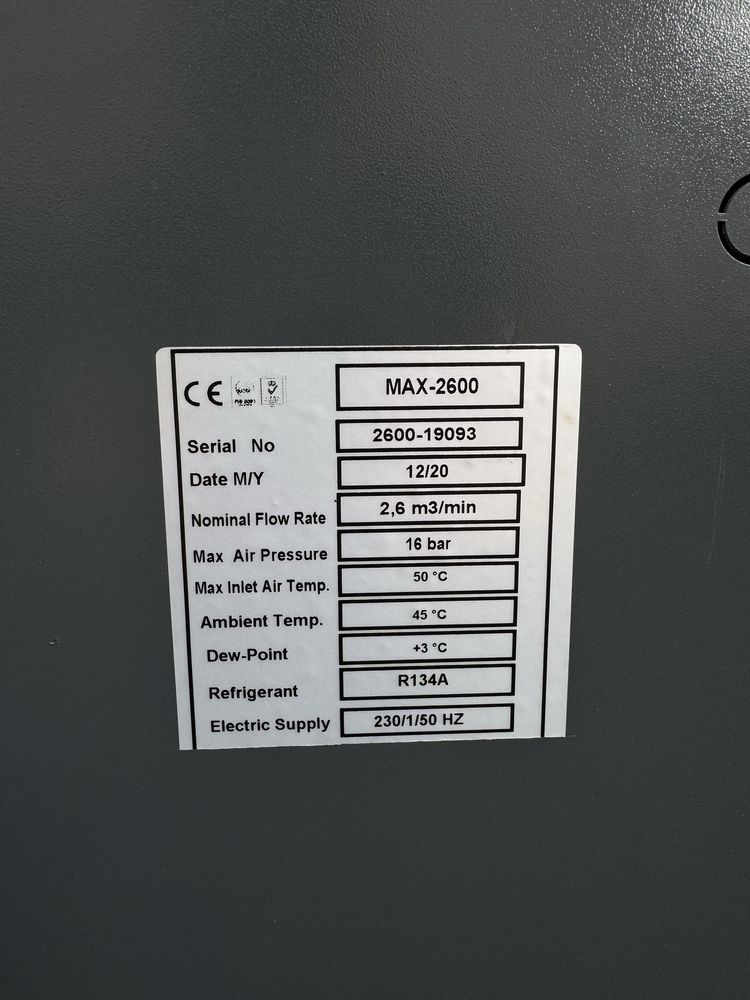 CE
MAX-2600
Serial No 2600-19093
Date M/Y 12/20
Nominal Flow Rate 2,6 m3/min
Max Air Pressure 16 bar
Max Inlet Air Temp. 50 °C
Ambient Temp. 45 °C
Dew-Point +3 °C
Refrigerant R134A
Electric Supply 230/1/50 HZ